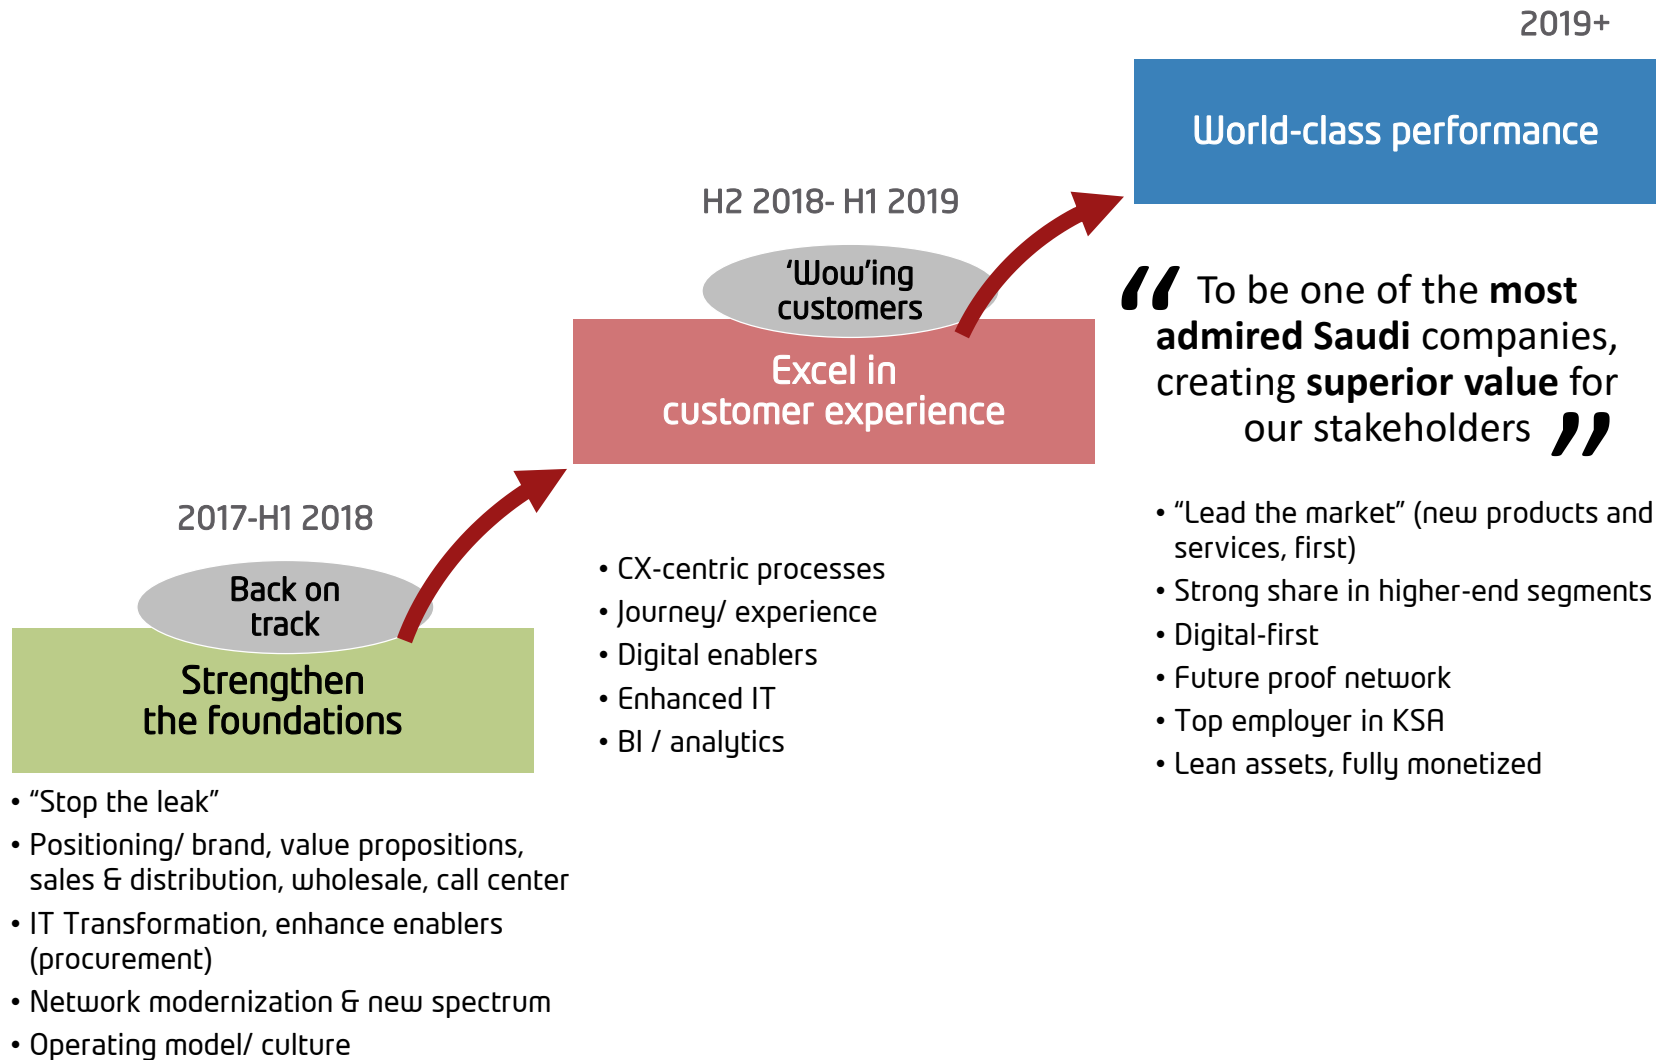 2017-H1 2018
Back on
track
Strengthen
the foundations
• “Stop the leak”
• Positioning/ brand, value propositions,
sales & distribution, wholesale, call center
• IT Transformation, enhance enablers
(procurement)
• Network modernization & new spectrum
• Operating model/ culture
H2 2018- H1 2019
‘Wow’ing
customers
Excel in
customer experience
• CX-centric processes
• Journey/ experience
• Digital enablers
• Enhanced IT
• BI / analytics
2019+
World-class performance
“ To be one of the most
admired Saudi companies,
creating superior value for
our stakeholders ”
• “Lead the market” (new products and
services, first)
• Strong share in higher-end segments
• Digital-first
• Future proof network
• Top employer in KSA
• Lean assets, fully monetized